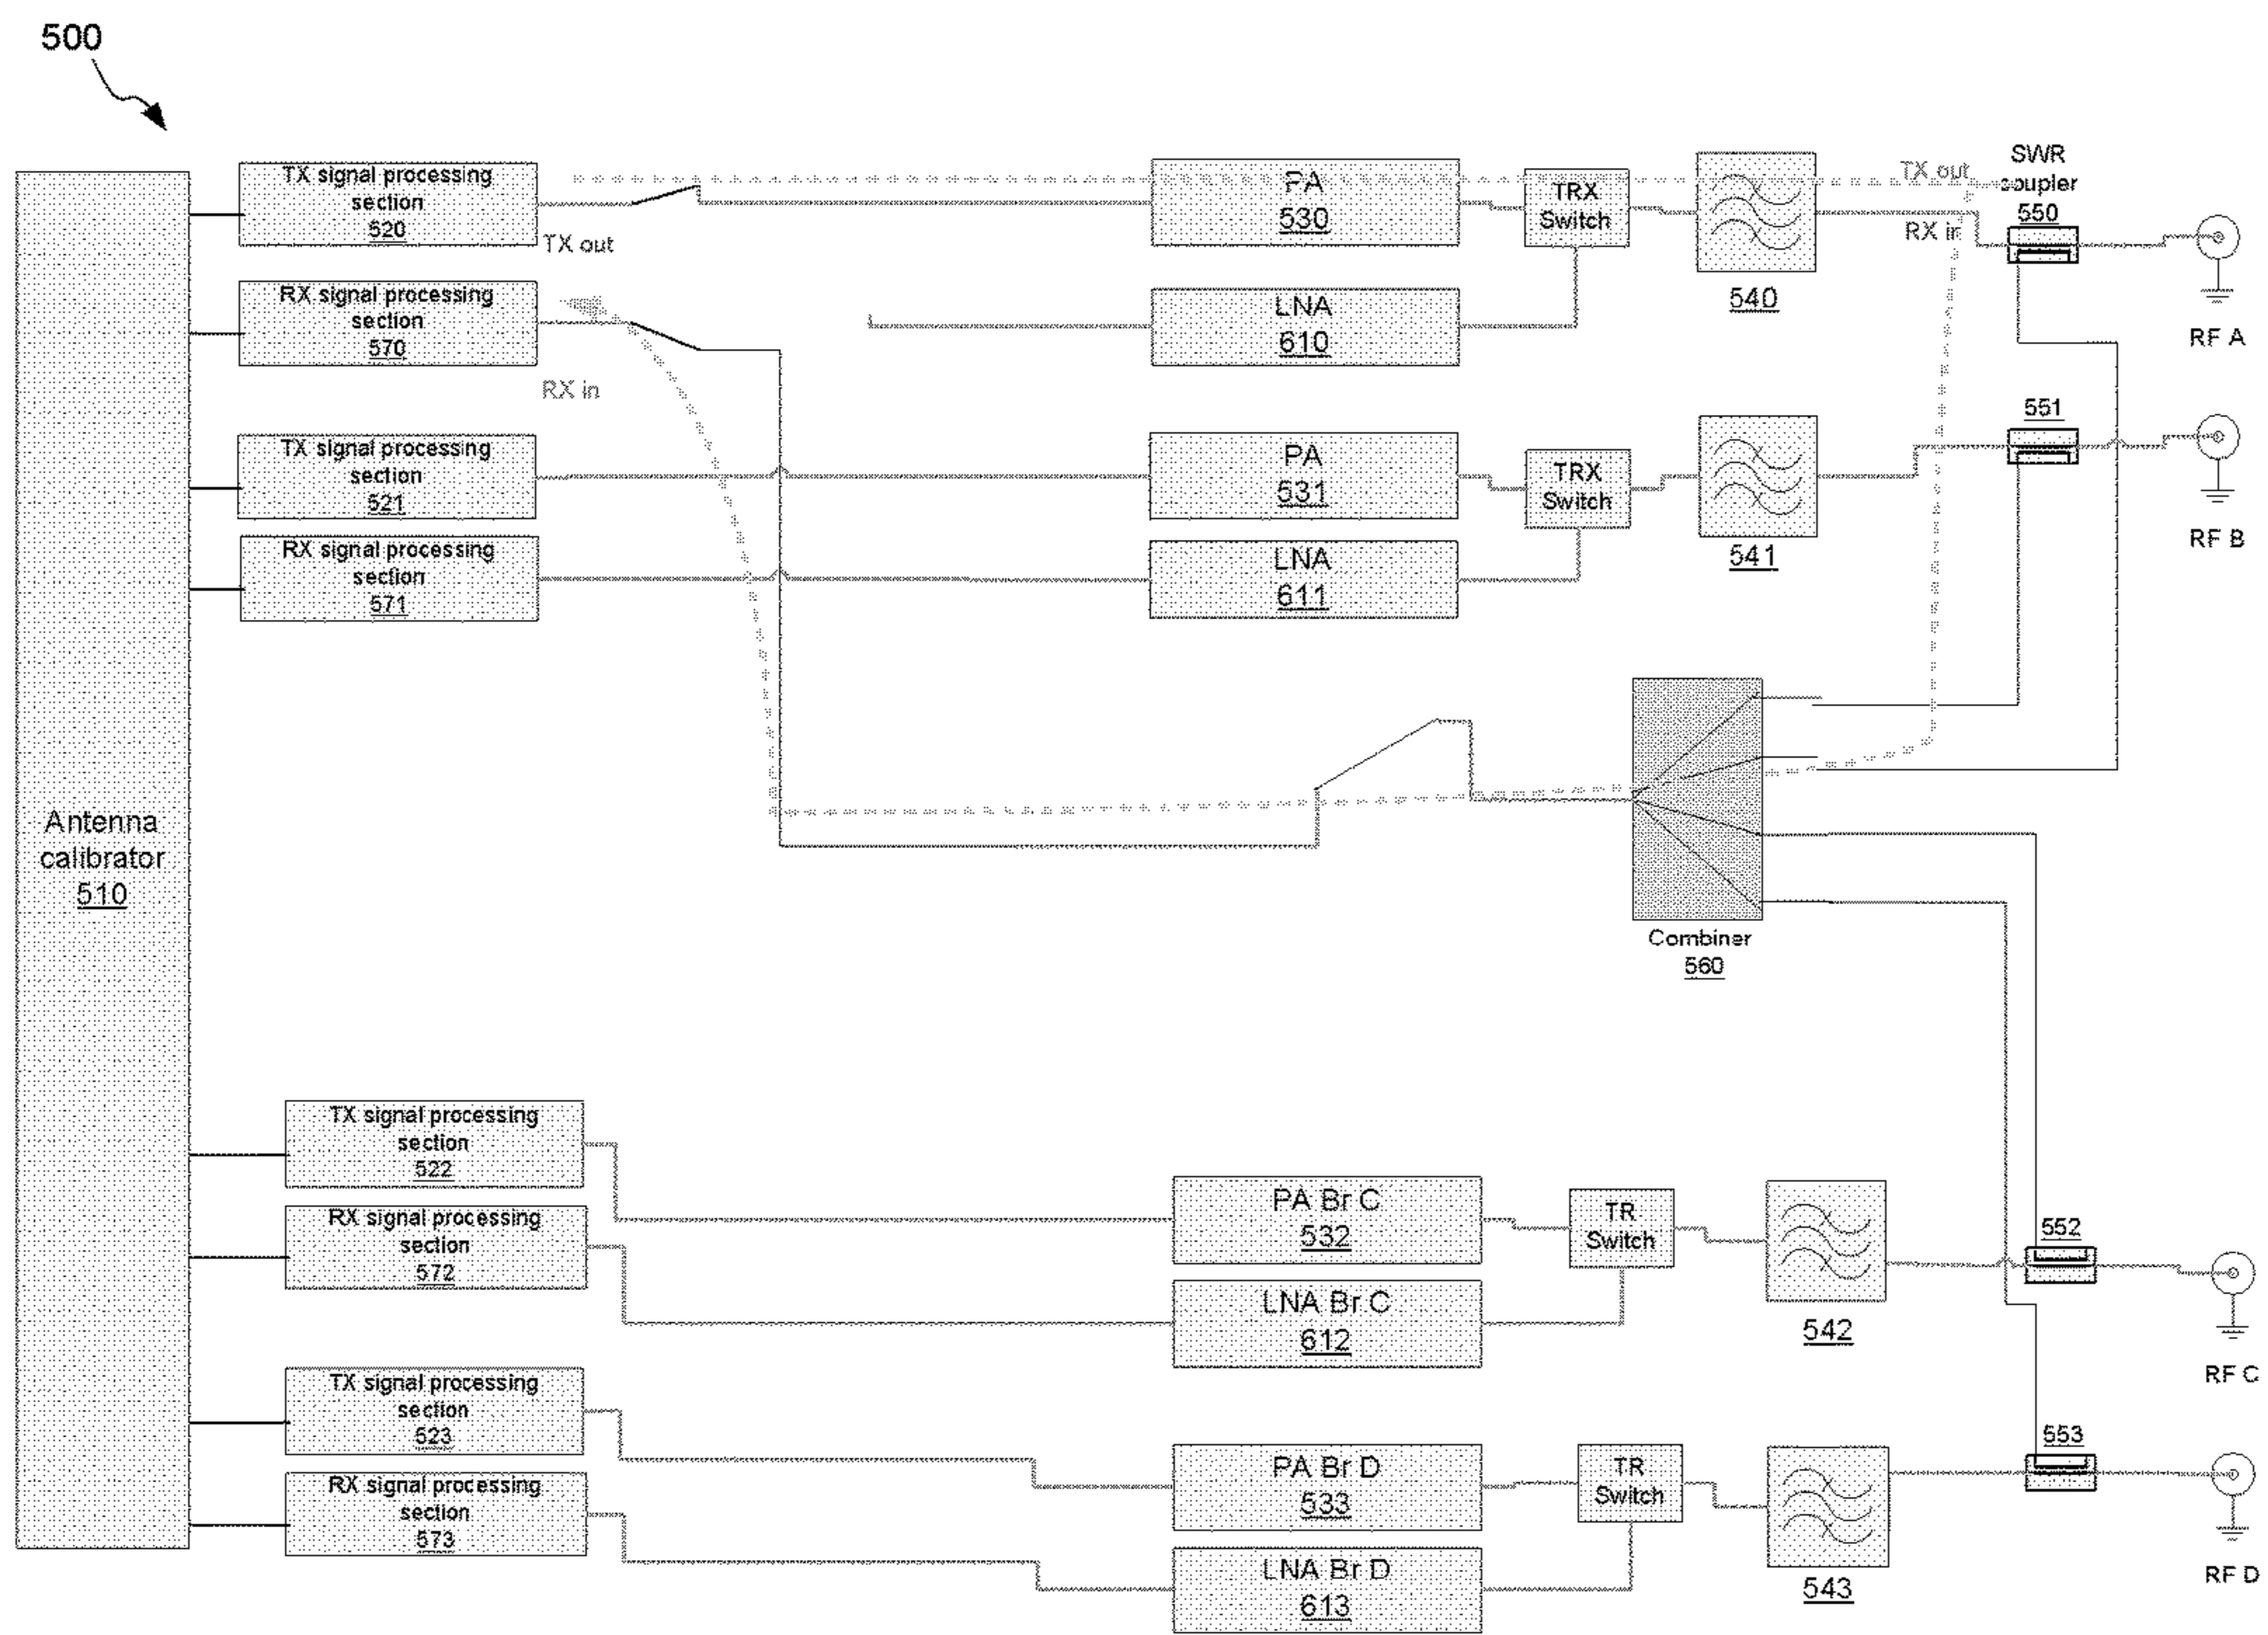 500
TX signal processing
section
520
TX out
RX signal processing
section
570
RX in
TX signal processing
section
521
RX signal processing
section
571
Antenna
calibrator
510
PA
530
LNA
610
TRX
Switch
540
TX out
RX in
SWR
coupler
550
RF A
PA
531
LNA
611
TRX
Switch
541
551
RF B
Combiner
560
TX signal processing
section
522
RX signal processing
section
572
PA Br C
532
LNA Br C
612
TR
Switch
542
552
RF C
TX signal processing
section
523
RX signal processing
section
573
PA Br D
533
LNA Br D
613
TR
Switch
543
553
RF D